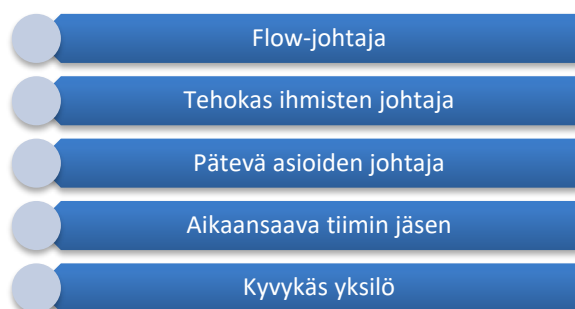 Flow-johtaja
Tehokas ihmisten johtaja
Pätevä asioiden johtaja
Aikaansaava tiimin jäsen
Kyvykäs yksilö